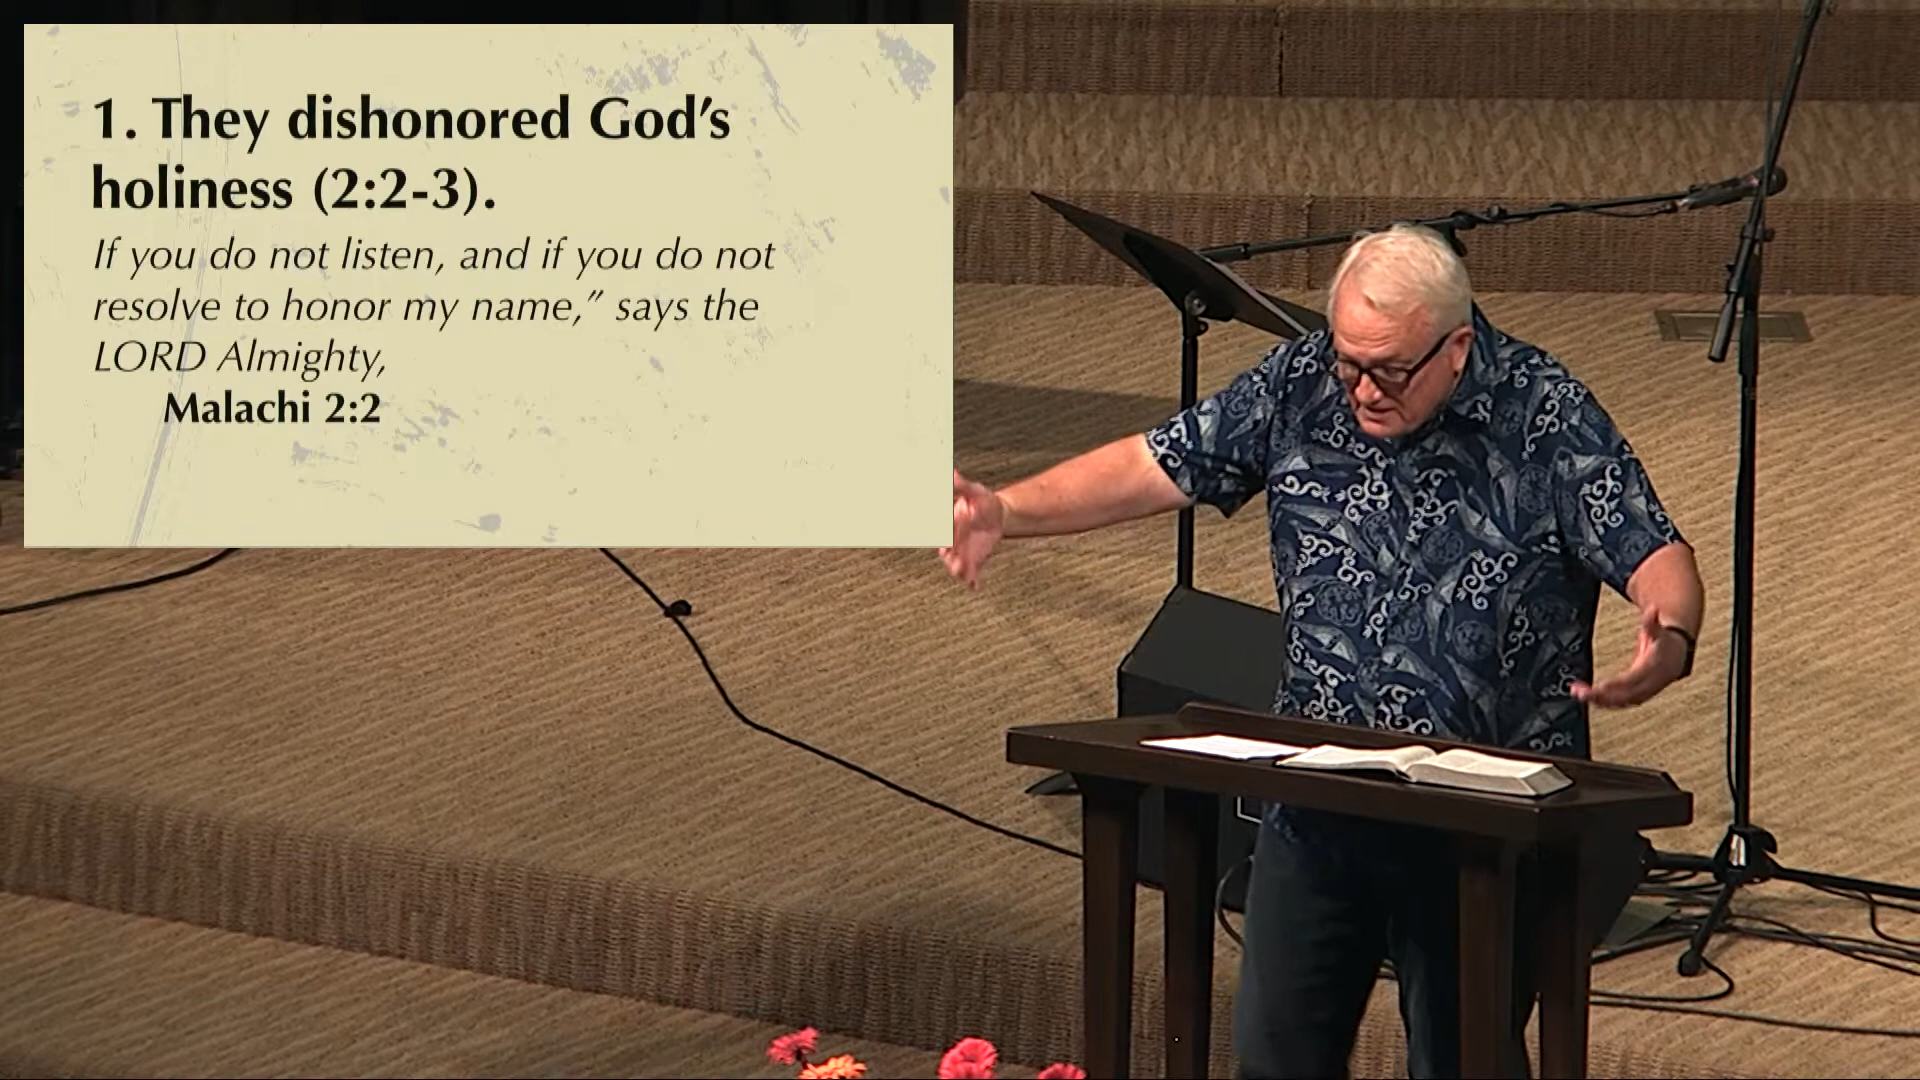 1. They dishonored God’s
holiness (2:2-3).
If you do not listen, and if you do not
resolve to honor my name,” says the
LORD Almighty,
Malachi 2:2